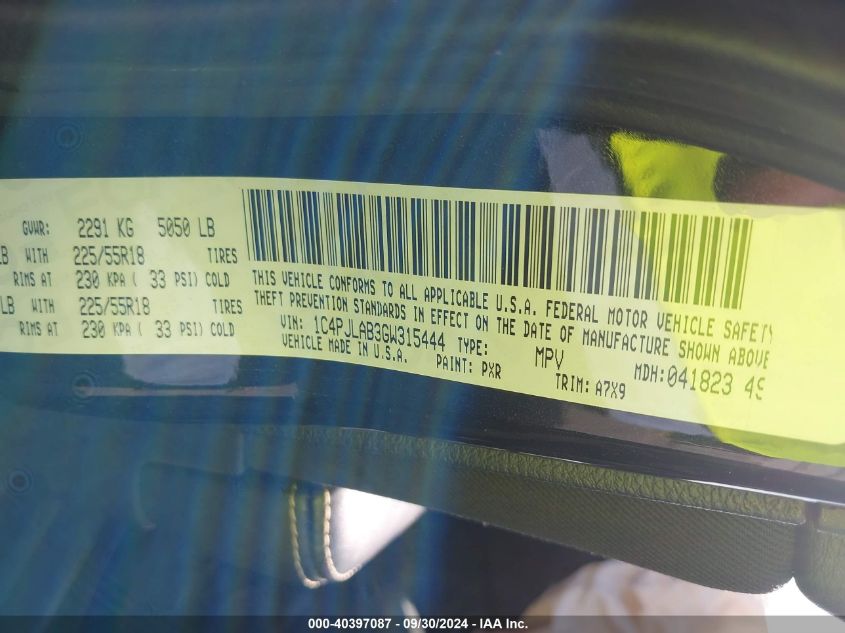 GVWR: 2291 KG 5050 LB
LB WITH 225/55R18 TIRES
RIMS AT 230 KPA ( 33 PSI) COLD
LB WITH 225/55R18 TIRES
RIMS AT 230 KPA ( 33 PSI) COLD
THIS VEHICLE CONFORMS TO ALL APPLICABLE U.S.A. FEDERAL MOTOR VEHICLE SAFETY
THEFT PREVENTION STANDARDS IN EFFECT ON THE DATE OF MANUFACTURE SHOWN ABOVE
VIN: 1C4PJLAB3GW315444 TYPE: MPV MDH:041823 49
VEHICLE MADE IN U.S.A. PAINT: PXR TRIM: A7X9
000-40397087 - 09/30/2024 - IAA Inc.